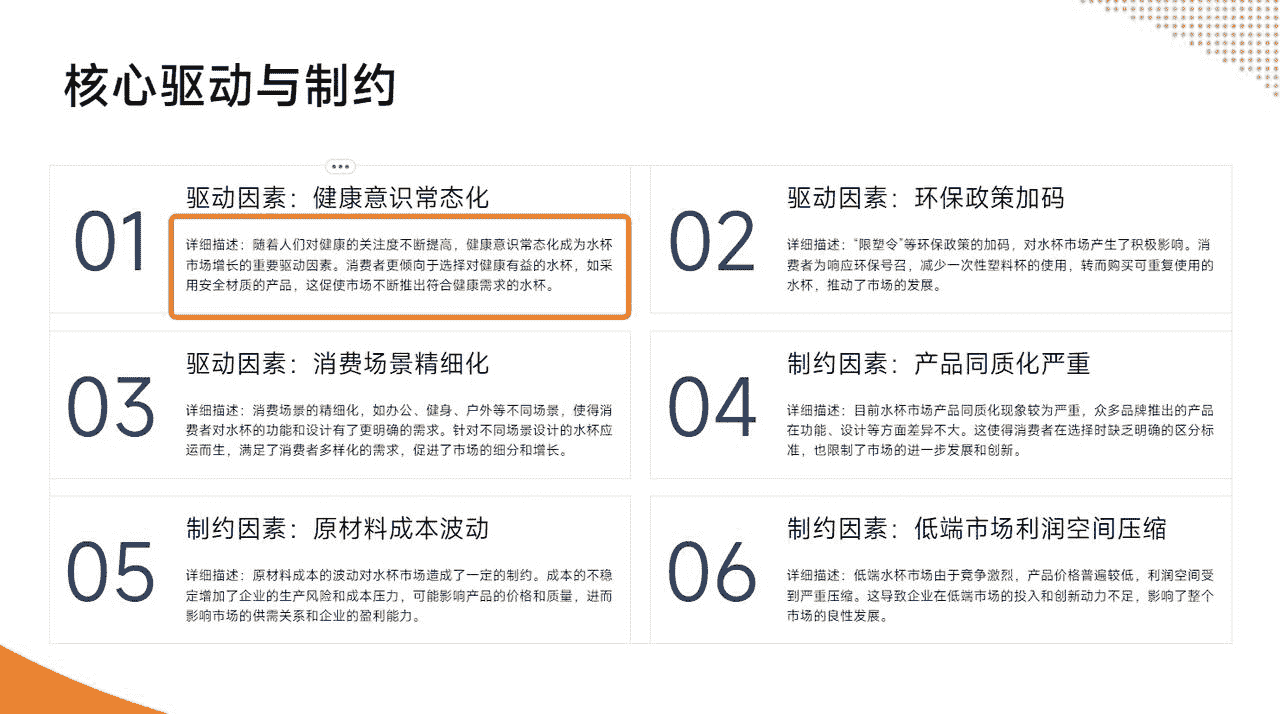 核心驱动与制约
01
驱动因素：健康意识常态化
详细描述：随着人们对健康的关注度不断提高，健康意识常态化成为水杯
市场增长的重要驱动因素。消费者更倾向于选择对健康有益的水杯，如采
用安全材质的产品，这促使市场不断推出符合健康需求的水杯。
02
驱动因素：环保政策加码
详细描述：“限塑令”等环保政策的加码，对水杯市场产生了积极影响。消
费者为响应环保号召，减少一次性塑料杯的使用，转而购买可重复使用的
水杯，推动了市场的发展。
03
驱动因素：消费场景精细化
详细描述：消费场景的精细化，如办公、健身、户外等不同场景，使得消
费者对水杯的功能和设计有了更明确的需求。针对不同场景设计的水杯应
运而生，满足了消费者多样化的需求，促进了市场的细分和增长。
04
制约因素：产品同质化严重
详细描述：目前水杯市场产品同质化现象较为严重，众多品牌推出的产品
在功能、设计等方面差异不大。这使得消费者在选择时缺乏明确的区分标
准，也限制了市场的进一步发展和创新。
05
制约因素：原材料成本波动
详细描述：原材料成本的波动对水杯市场造成了一定的制约。成本的不稳
定增加了企业的生产风险和成本压力，可能影响产品的价格和质量，进而
影响市场的供需关系和企业的盈利能力。
06
制约因素：低端市场利润空间压缩
详细描述：低端水杯市场由于竞争激烈，产品价格普遍较低，利润空间受
到严重压缩。这导致企业在低端市场的投入和创新动力不足，影响了整个
市场的良性发展。